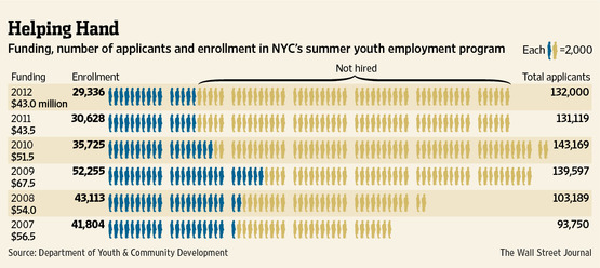 Helping Hand
Funding, number of applicants and enrollment in NYC's summer youth employment program Each =2,000
Not hired
Funding Enrollment Total applicants
2012 29,336 132,000
$43.0 million
2011 30,628 131,119
$43.5
2010 35,725 143,169
$51.5
2009 52,255 139,597
$67.5
2008 43,113 103,189
$54.0
2007 41,804 93,750
$56.5
Source: Department of Youth & Community Development The Wall Street Journal